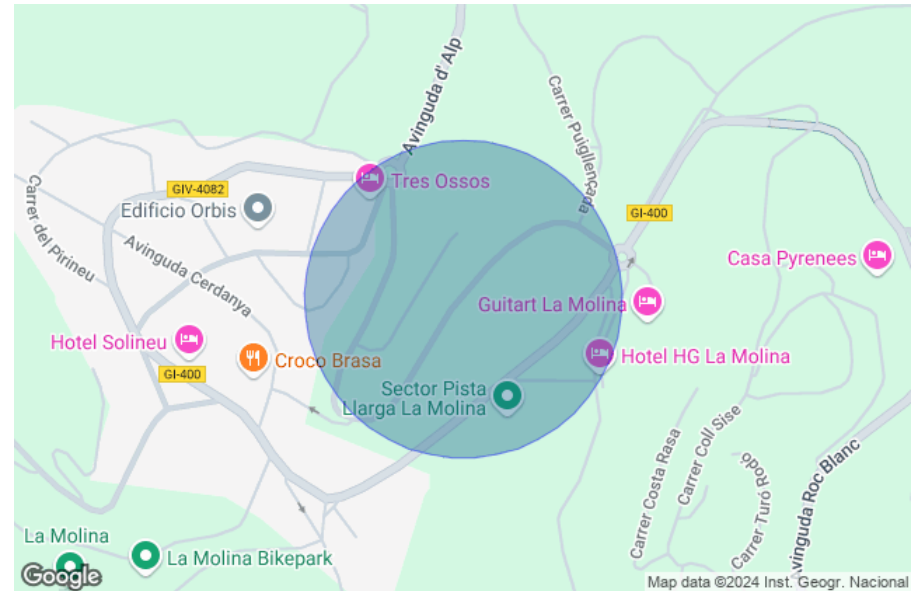 Avinguda d' Alp
Carrer Puigllençada
Tres Ossos
GIV-4082
Edificio Orbis
GI-400
Carrer del Pirineu
Avinguda Cerdanya
Casa Pyrenees
Guitart La Molina
Hotel Solineu
Croco Brasa
Hotel HG La Molina
GI-400
Sector Pista
Llarga La Molina
Carrer Costa Rasa
Carrer Coll Sise
Carrer Turó Rodó
Avinguda Roc Blanc
La Molina
La Molina Bikepark
Google
Map data ©2024 Inst. Geogr. Nacional